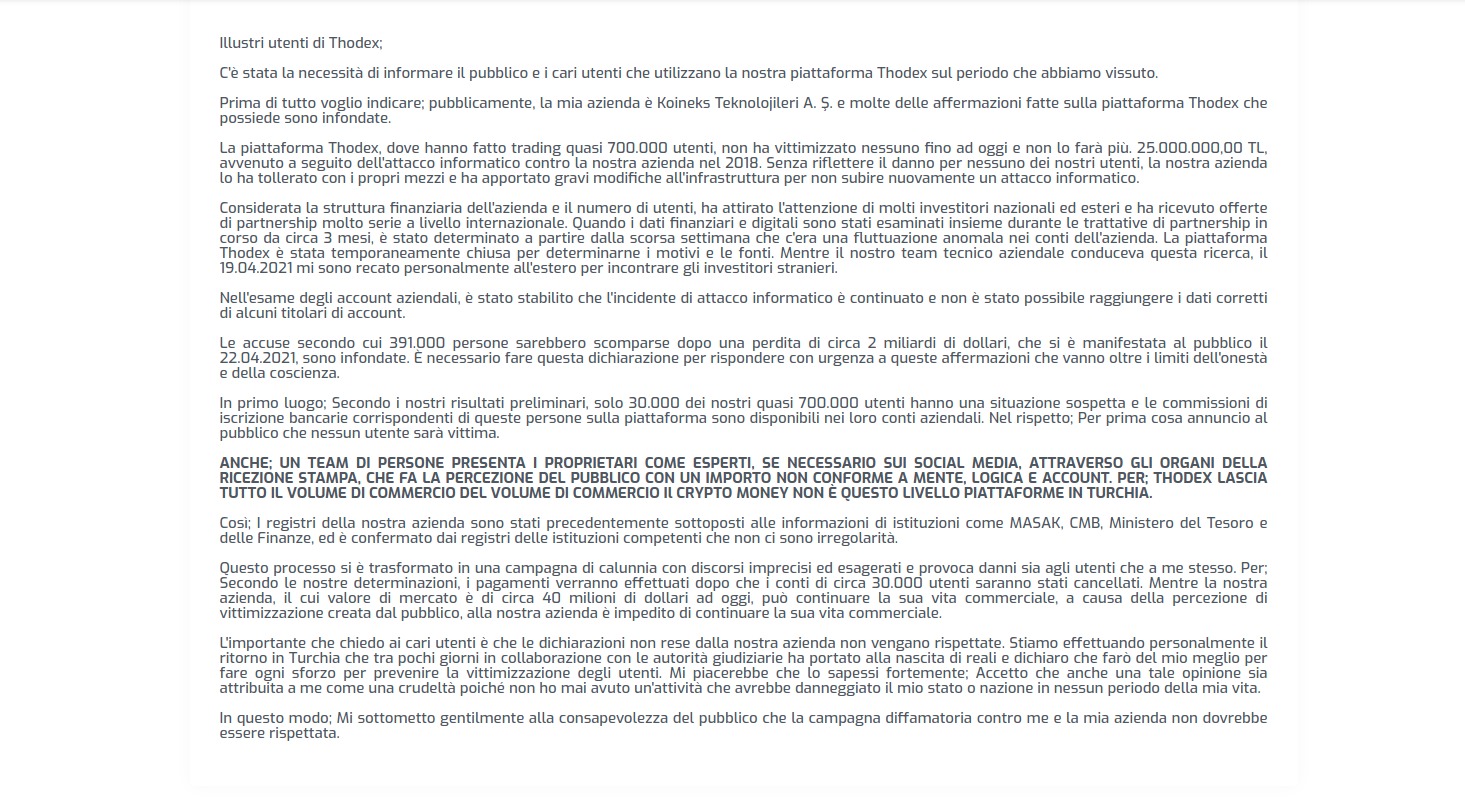 Illustri utenti di Thodex;
C'è stata la necessità di informare il pubblico e i cari utenti che utilizzano la nostra piattaforma Thodex sul periodo che abbiamo vissuto.
Prima di tutto voglio indicare; pubblicamente, la mia azienda è Koineks Teknolojileri A. Ş. e molte delle affermazioni fatte sulla piattaforma Thodex che
possiede sono infondate.
La piattaforma Thodex, dove hanno fatto trading quasi 700.000 utenti, non ha vittimizzato nessuno fino ad oggi e non lo farà più. 25.000.000,00 TL,
avvenuto a seguito dell'attacco informatico contro la nostra azienda nel 2018. Senza riflettere il danno per nessuno dei nostri utenti, la nostra azienda
lo ha tollerato con i propri mezzi e ha apportato gravi modifiche all'infrastruttura per non subire nuovamente un attacco informatico.
Considerata la struttura finanziaria dell'azienda e il numero di utenti, ha attirato l'attenzione di molti investitori nazionali ed esteri e ha ricevuto offerte
di partnership molto serie a livello internazionale. Quando i dati finanziari e digitali sono stati esaminati insieme durante le trattative di partnership in
corso da circa 3 mesi, è stato determinato a partire dalla scorsa settimana che c'era una fluttuazione anomala nei conti dell'azienda. La piattaforma
Thodex è stata temporaneamente chiusa per determinarne i motivi e le fonti. Mentre il nostro team tecnico aziendale conduceva questa ricerca, il
19.04.2021 mi sono recato personalmente all'estero per incontrare gli investitori stranieri.
Nell'esame degli account aziendali, è stato stabilito che l'incidente di attacco informatico è continuato e non è stato possibile raggiungere i dati corretti
di alcuni titolari di account.
Le accuse secondo cui 391.000 persone sarebbero scomparse dopo una perdita di circa 2 miliardi di dollari, che si è manifestata al pubblico il
22.04.2021, sono infondate. È necessario fare questa dichiarazione per rispondere con urgenza a queste affermazioni che vanno oltre i limiti dell'onestà
e della coscienza.
In primo luogo; Secondo i nostri risultati preliminari, solo 30.000 dei nostri quasi 700.000 utenti hanno una situazione sospetta e le commissioni di
iscrizione bancarie corrispondenti di queste persone sulla piattaforma sono disponibili nei loro conti aziendali. Nel rispetto; Per prima cosa annuncio al
pubblico che nessun utente sarà vittima.
ANCHE; UN TEAM DI PERSONE PRESENTA I PROPRIETARI COME ESPERTI, SE NECESSARIO SUI SOCIAL MEDIA, ATTRAVERSO GLI ORGANI DELLA
RICEZIONE STAMPA, CHE FA LA PERCEZIONE DEL PUBBLICO CON UN IMPORTO NON CONFORME A MENTE, LOGICA E ACCOUNT. PER; THODEX LASCIA
TUTTO IL VOLUME DI COMMERCIO DEL VOLUME DI COMMERCIO Il CRYPTO MONEY NON È QUESTO LIVELLO PIATTAFORME IN TURCHIA.
Così; I registri della nostra azienda sono stati precedentemente sottoposti alle informazioni di istituzioni come MASAK, CMB, Ministero del Tesoro e
delle Finanze, ed è confermato dai registri delle istituzioni competenti che non ci sono irregolarità.
Questo processo si è trasformato in una campagna di calunnia con discorsi imprecisi ed esagerati e provoca danni sia agli utenti che a me stesso. Per;
Secondo le nostre determinazioni, i pagamenti verranno effettuati dopo che i conti di circa 30.000 utenti saranno stati cancellati. Mentre la nostra
azienda, il cui valore di mercato è di circa 40 milioni di dollari ad oggi, può continuare la sua vita commerciale, a causa della percezione di
vittimizzazione creata dal pubblico, alla nostra azienda è impedito di continuare la sua vita commerciale.
L'importante che chiedo ai cari utenti è che le dichiarazioni non rese dalla nostra azienda non vengano rispettate. Stiamo effettuando personalmente il
ritorno in Turchia che tra pochi giorni in collaborazione con le autorità giudiziarie ha portato alla nascita di reali e dichiaro che farò del mio meglio per
fare ogni sforzo per prevenire la vittimizzazione degli utenti. Mi piacerebbe che lo sapessi fortemente; Accetto che anche una tale opinione sia
attribuita a me come una crudeltà poiché non ho mai avuto un'attività che avrebbe danneggiato il mio stato o nazione in nessun periodo della mia vita.
In questo modo; Mi sottometto gentilmente alla consapevolezza del pubblico che la campagna diffamatoria contro me e la mia azienda non dovrebbe
essere rispettata.